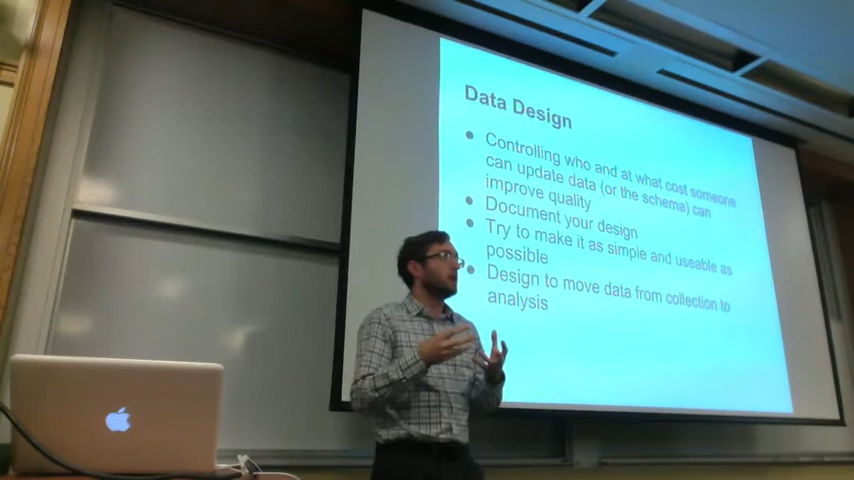 Data Design
● Controlling who and at what cost someone
can update data (or the schema) can
improve quality
● Document your design
● Try to make it as simple and useable as
possible
● Design to move data from collection to
analysis